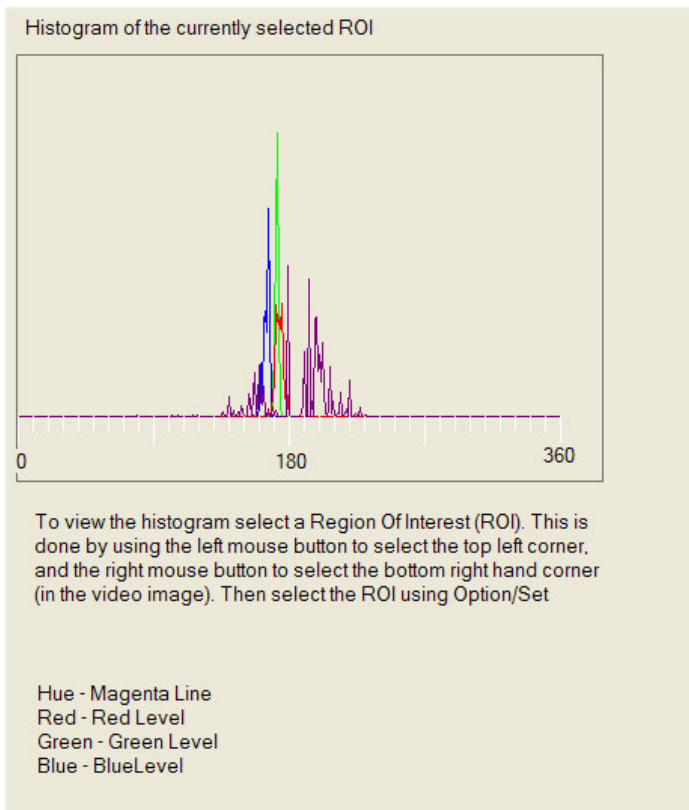 Histogram of the currently selected ROI
0 180 360
To view the histogram select a Region Of Interest (ROI). This is
done by using the left mouse button to select the top left corner,
and the right mouse button to select the bottom right hand corner
(in the video image). Then select the ROI using Option/Set
Hue - Magenta Line
Red - Red Level
Green - Green Level
Blue - BlueLevel